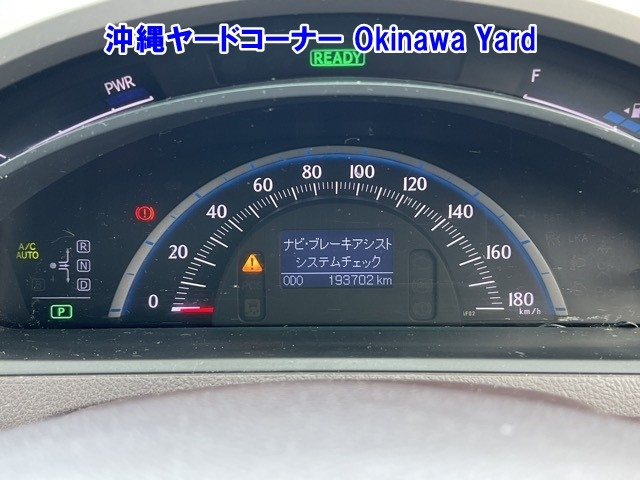 沖縄ヤードコーナー Okinawa Yard
READY
PWR
F
0 20 40 60 80 100 120 140 160 180
km/h
A/C
AUTO
R
N
D
B
P
ナビ・ブレーキアシスト
システムチェック
ODO 193702 km